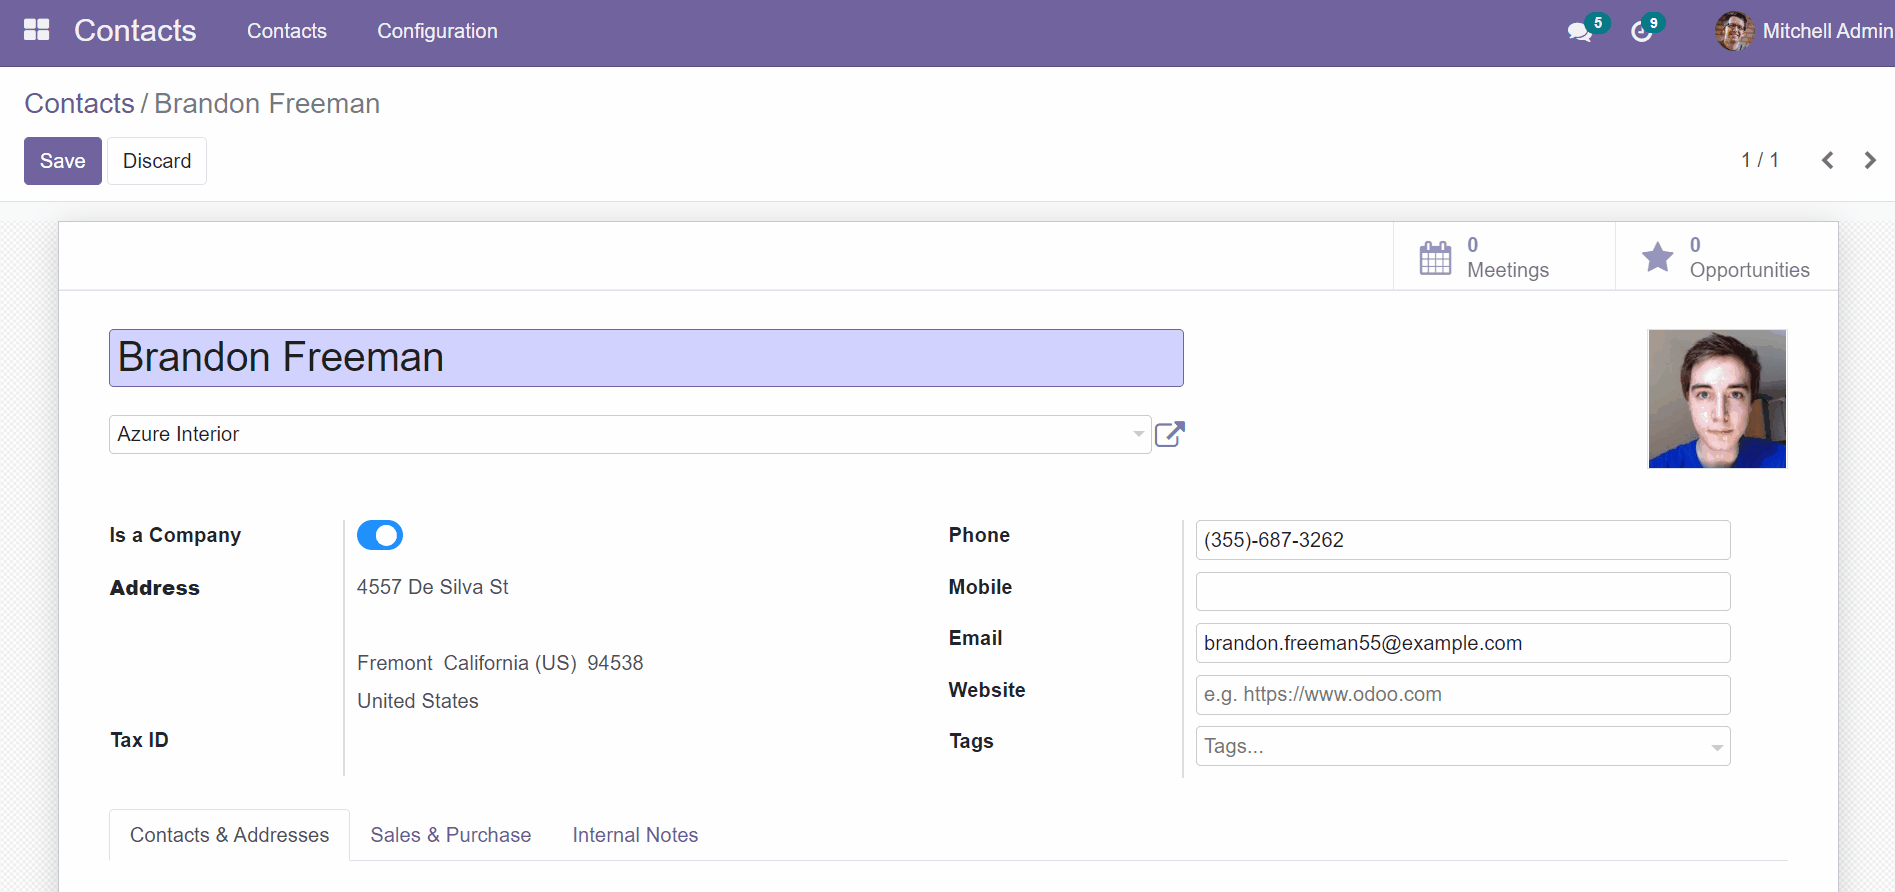 Contacts Contacts Configuration 5 9 Mitchell Admin
Contacts / Brandon Freeman
Save Discard 1 / 1
0 Meetings
0 Opportunities
Brandon Freeman
Azure Interior
Is a Company
Address 4557 De Silva St
Fremont California (US) 94538
United States
Tax ID
Phone (355)-687-3262
Mobile
Email brandon.freeman55@example.com
Website e.g. https://www.odoo.com
Tags Tags...
Contacts & Addresses Sales & Purchase Internal Notes